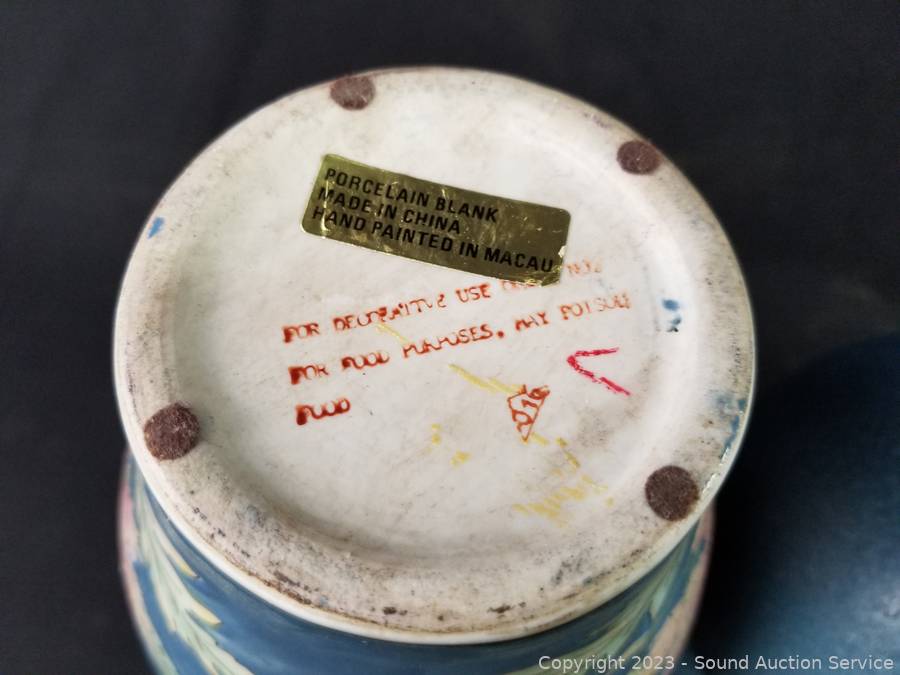 PORCELAIN BLANK
MADE IN CHINA
HAND PAINTED IN MACAU
FOR DECORATIVE USE NOT
FOR FOOD PURPOSES, MAY POISON
FOOD
Copyright © 2023 - Sound Auction Service